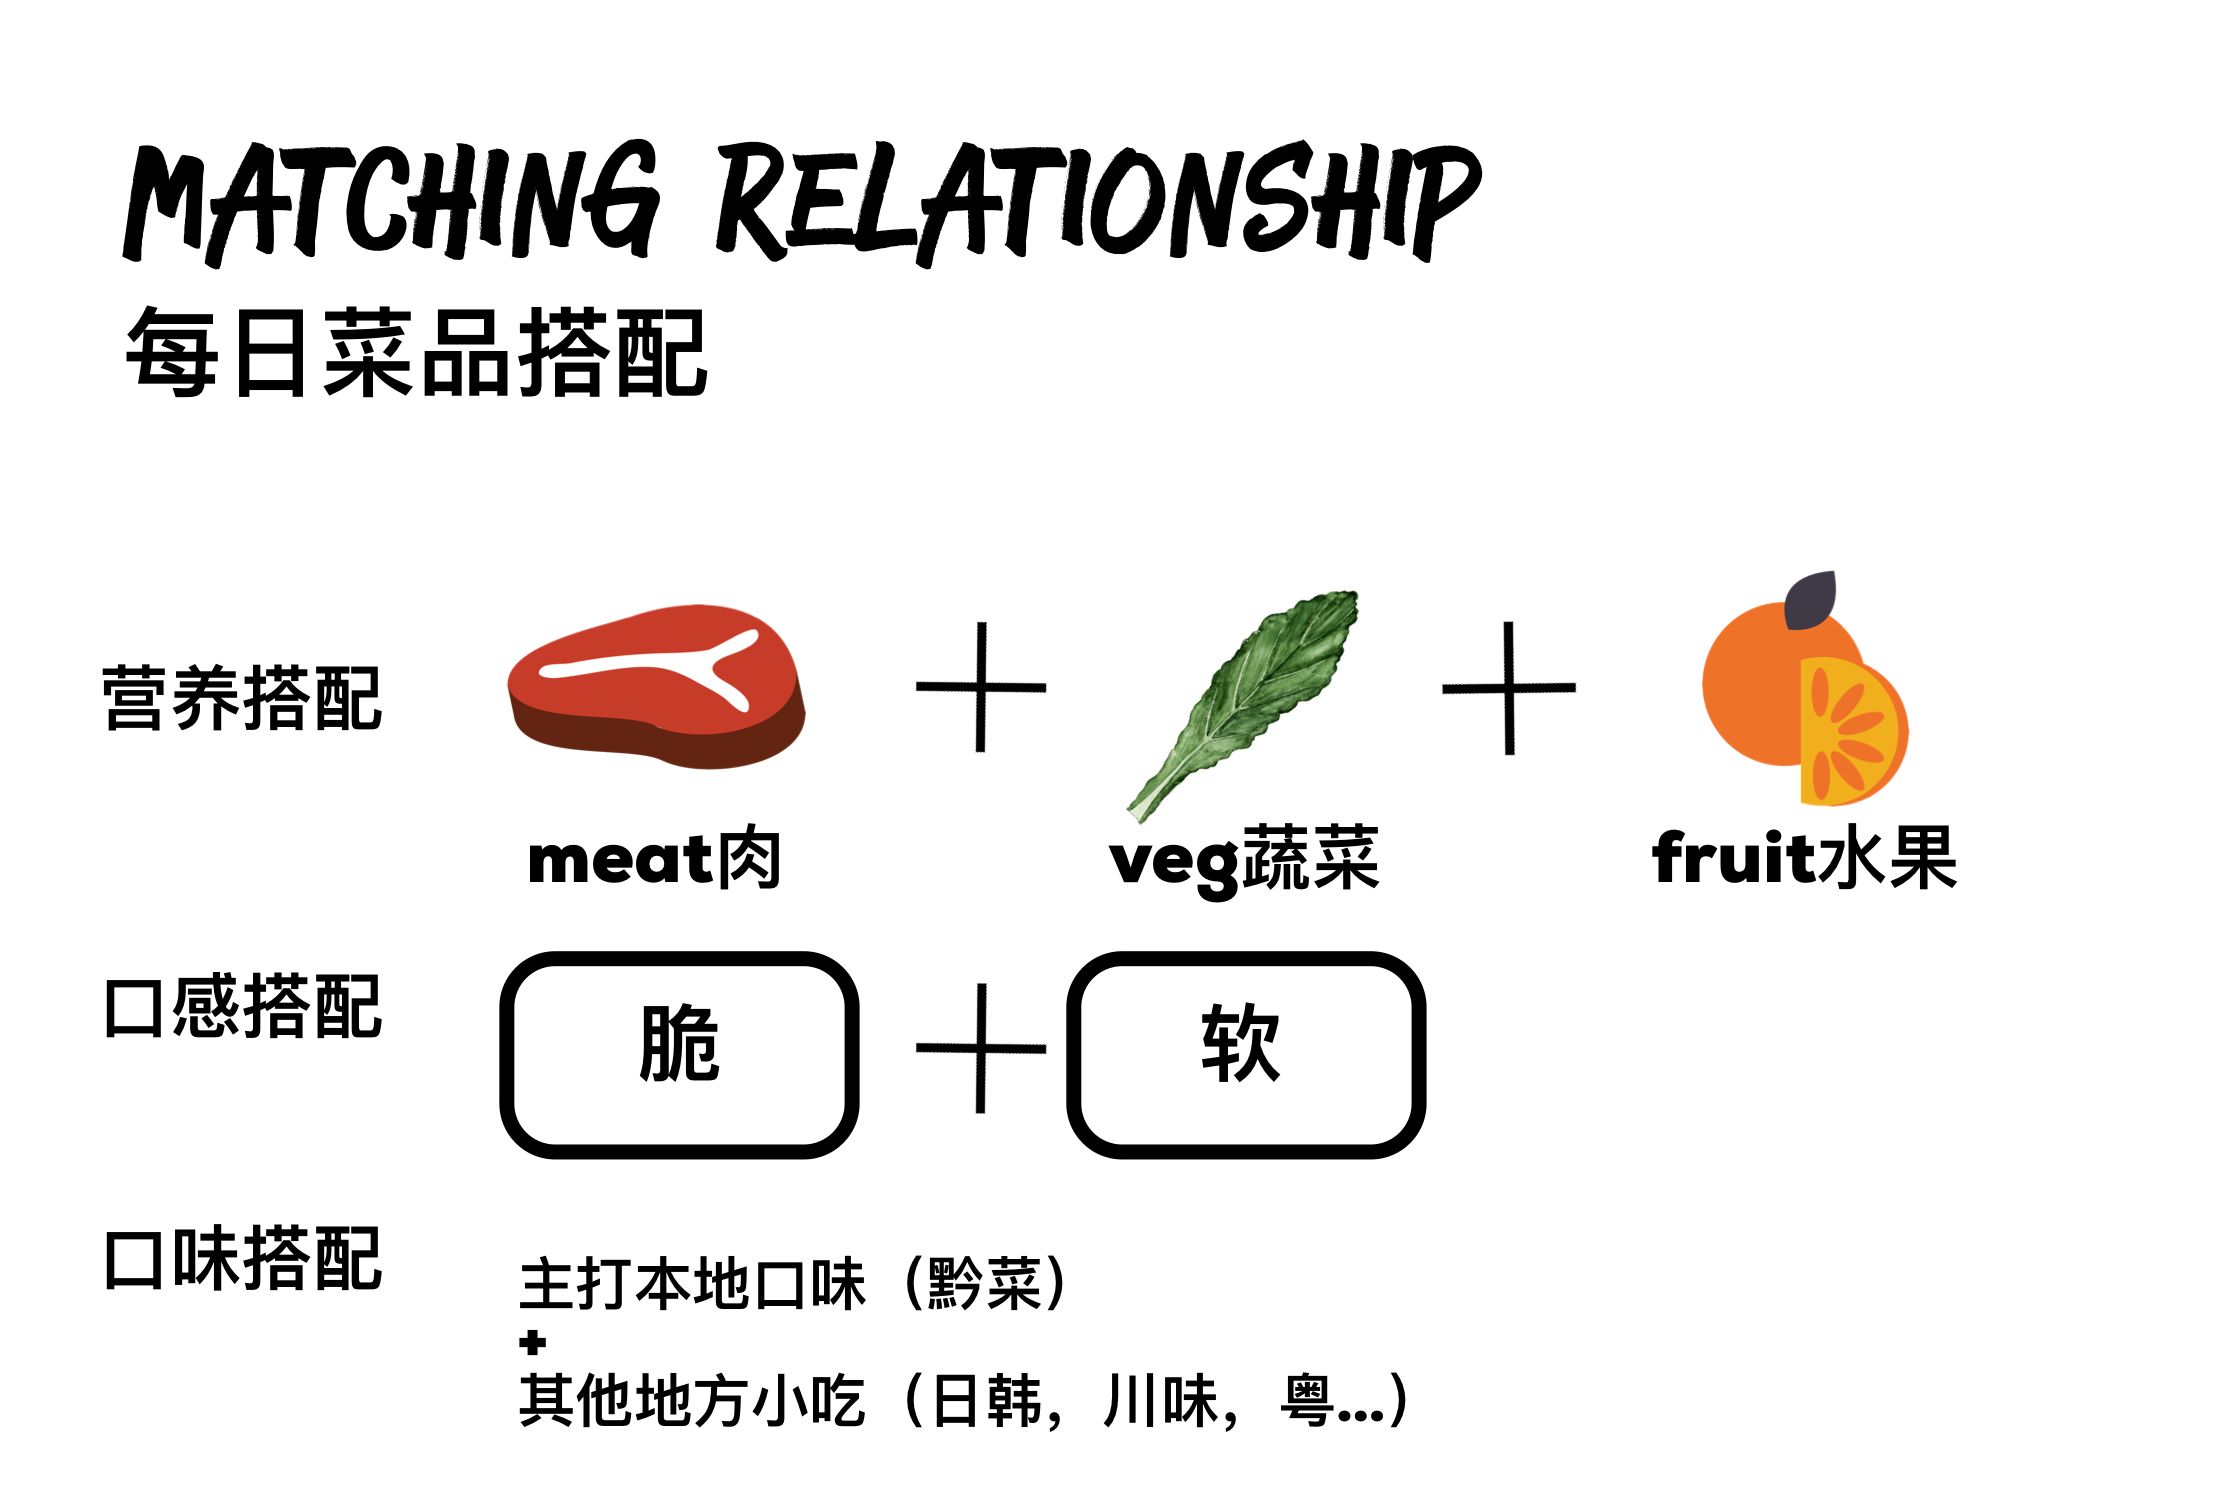 MATCHING RELATIONSHIP
每日菜品搭配
营养搭配
meat肉
veg蔬菜
fruit水果
口感搭配
脆
软
口味搭配
主打本地口味（黔菜）
+
其他地方小吃（日韩，川味，粤...）